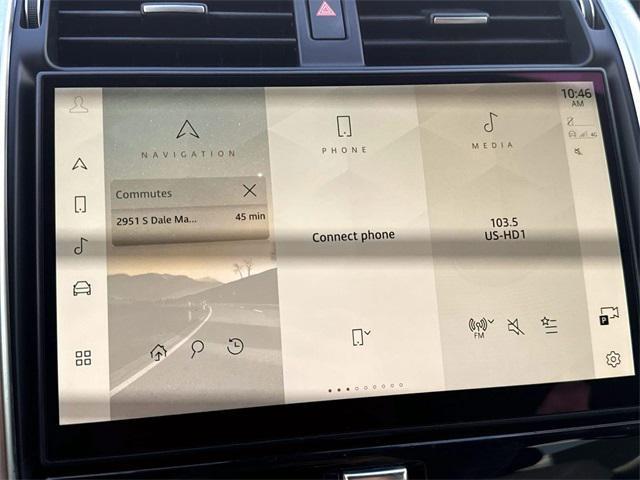 10:46
AM
4G
NAVIGATION
PHONE
MEDIA
Commutes
2951 S Dale Ma...
45 min
Connect phone
103.5
US-HD1
FM
P